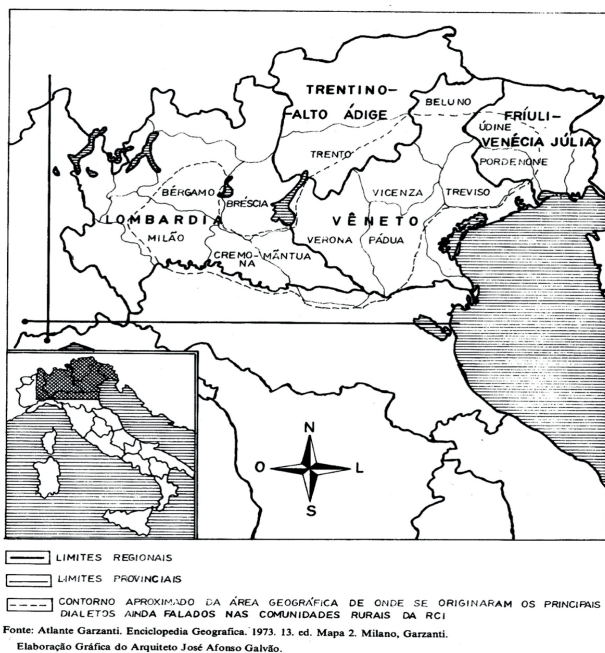 TRENTINO-
ALTO ÁDIGE
BELUNO
FRÍULI-
VENÉCIA JÚLIA
ÚDINE
PORDENONE
TRENTO
BÉRGAMO
BRÉSCIA
VICENZA
TREVISO
LOMBARDIA
VÊNETO
MILÃO
VERONA
PÁDUA
CREMO-
NA
MÂNTUA
N
O
L
S
LIMITES REGIONAIS
LIMITES PROVINCIAIS
CONTORNO APROXIMADO DA ÁREA GEOGRÁFICA DE ONDE SE ORIGINARAM OS PRINCIPAIS
DIALETOS AINDA FALADOS NAS COMUNIDADES RURAIS DA RCI
Fonte: Atlante Garzanti. Enciclopedia Geografica. 1973. 13. ed. Mapa 2. Milano, Garzanti.
Elaboração Gráfica do Arquiteto José Afonso Galvão.